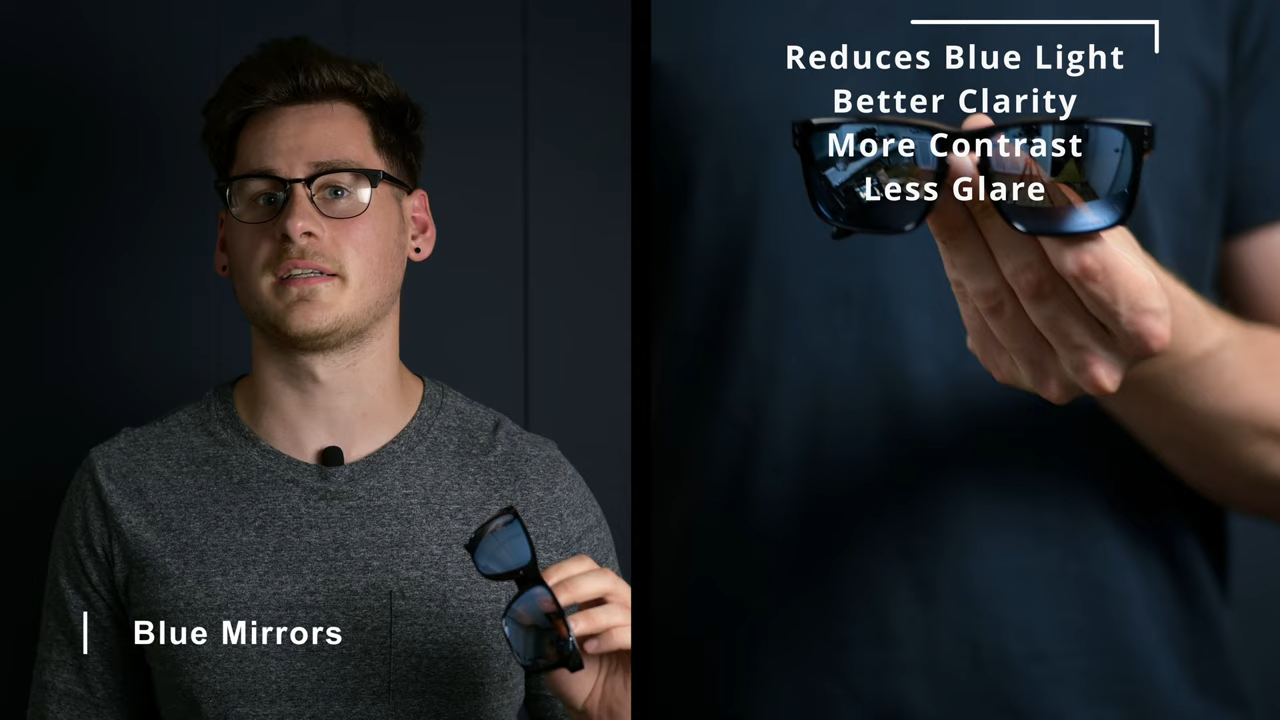 Blue Mirrors
Reduces Blue Light
Better Clarity
More Contrast
Less Glare